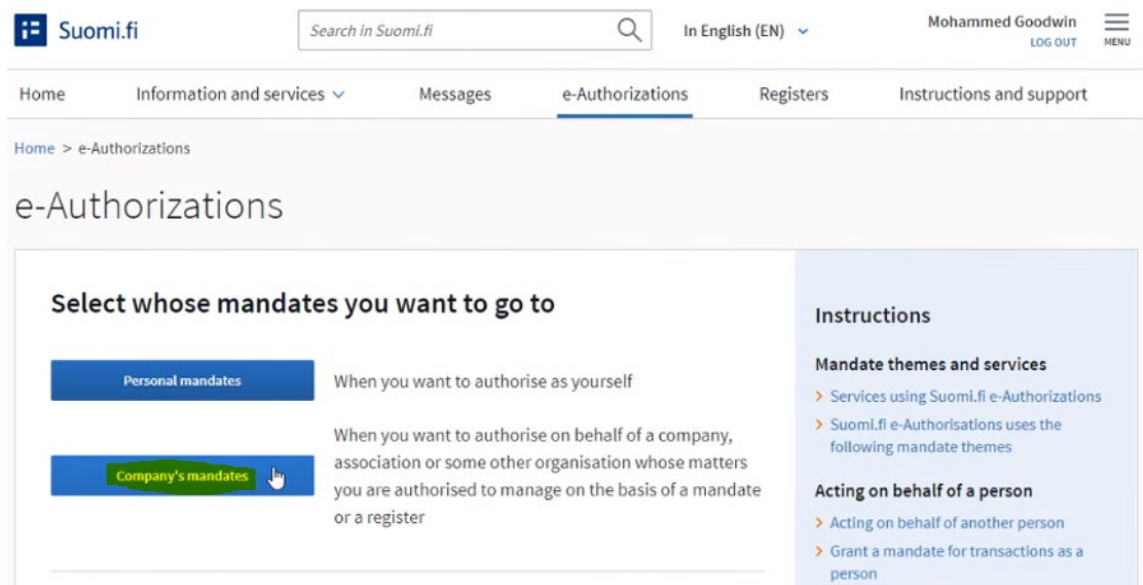 Suomi.fi
Search in Suomi.fi
In English (EN)
Mohammed Goodwin
LOG OUT
MENU
Home
Information and services
Messages
e-Authorizations
Registers
Instructions and support
Home > e-Authorizations
e-Authorizations
Select whose mandates you want to go to
Personal mandates
When you want to authorise as yourself
Company's mandates
When you want to authorise on behalf of a company,
association or some other organisation whose matters
you are authorised to manage on the basis of a mandate
or a register
Instructions
Mandate themes and services
Services using Suomi.fi e-Authorizations
Suomi.fi e-Authorisations uses the
following mandate themes
Acting on behalf of a person
Acting on behalf of another person
Grant a mandate for transactions as a
person